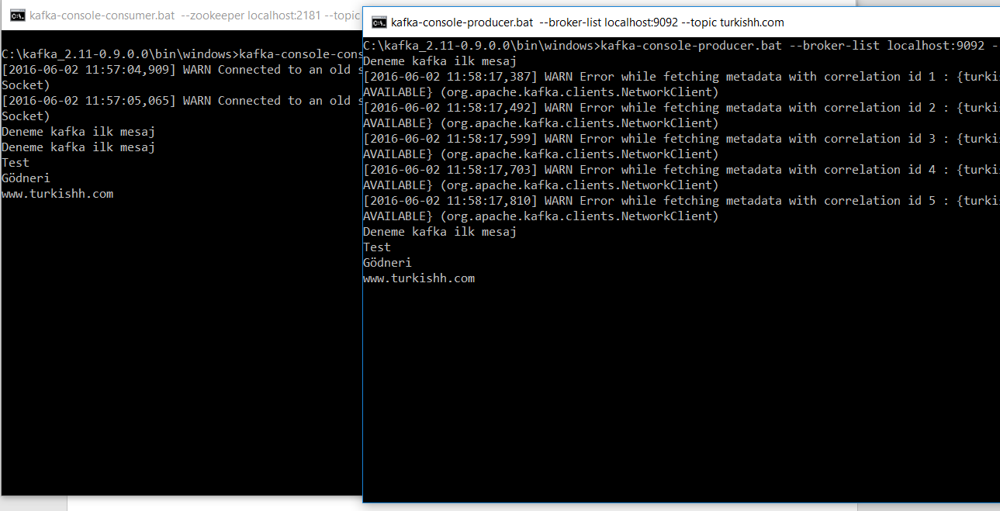 kafka-console-consumer.bat --zookeeper localhost:2181 --topic
C:\kafka_2.11-0.9.0.0\bin\windows>kafka-console-cons
[2016-06-02 11:57:04,909] WARN Connected to an old s
Socket)
[2016-06-02 11:57:05,065] WARN Connected to an old s
Socket)
Deneme kafka ilk mesaj
Deneme kafka ilk mesaj
Test
Gödneri
www.turkishh.com
kafka-console-producer.bat --broker-list localhost:9092 --topic turkishh.com
C:\kafka_2.11-0.9.0.0\bin\windows>kafka-console-producer.bat --broker-list localhost:9092 -
Deneme kafka ilk mesaj
[2016-06-02 11:58:17,387] WARN Error while fetching metadata with correlation id 1 : {turki
AVAILABLE} (org.apache.kafka.clients.NetworkClient)
[2016-06-02 11:58:17,492] WARN Error while fetching metadata with correlation id 2 : {turki
AVAILABLE} (org.apache.kafka.clients.NetworkClient)
[2016-06-02 11:58:17,599] WARN Error while fetching metadata with correlation id 3 : {turki
AVAILABLE} (org.apache.kafka.clients.NetworkClient)
[2016-06-02 11:58:17,703] WARN Error while fetching metadata with correlation id 4 : {turki
AVAILABLE} (org.apache.kafka.clients.NetworkClient)
[2016-06-02 11:58:17,810] WARN Error while fetching metadata with correlation id 5 : {turki
AVAILABLE} (org.apache.kafka.clients.NetworkClient)
Deneme kafka ilk mesaj
Test
Gödneri
www.turkishh.com